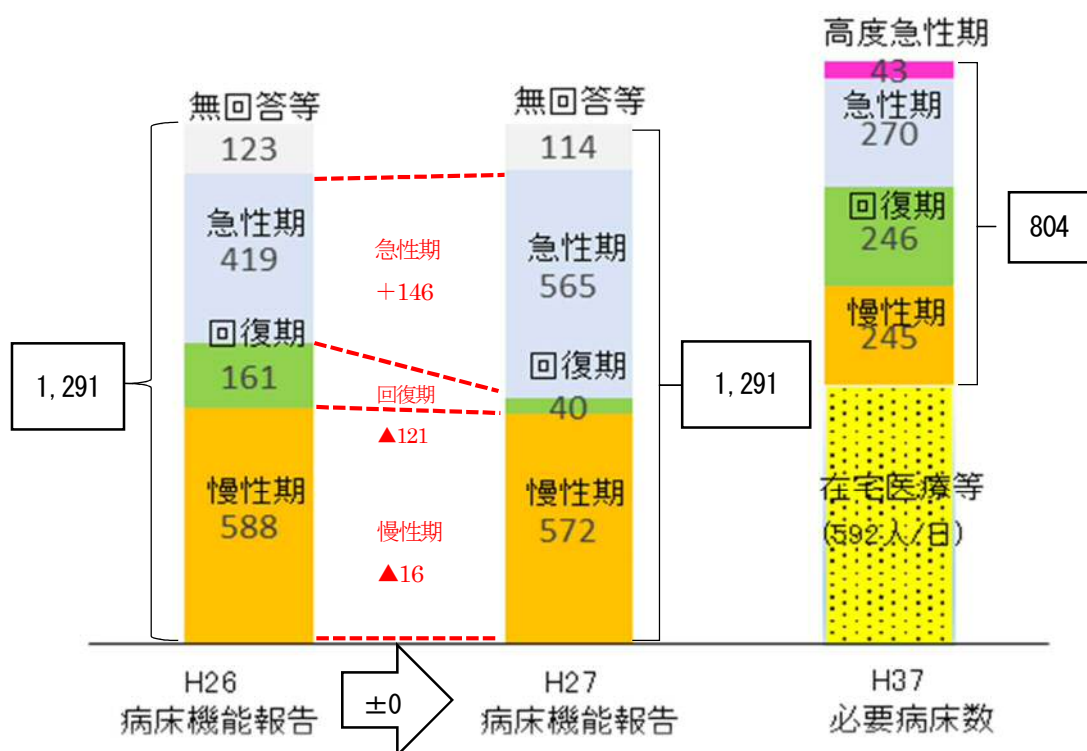 無回答等
123
急性期
419
回復期
161
慢性期
588
1,291
急性期
+146
回復期
▲121
慢性期
▲16
無回答等
114
急性期
565
回復期
40
慢性期
572
1,291
高度急性期
43
急性期
270
回復期
246
慢性期
245
804
在宅医療等
(592人/日)
H26
病床機能報告
±0
H27
病床機能報告
H37
必要病床数